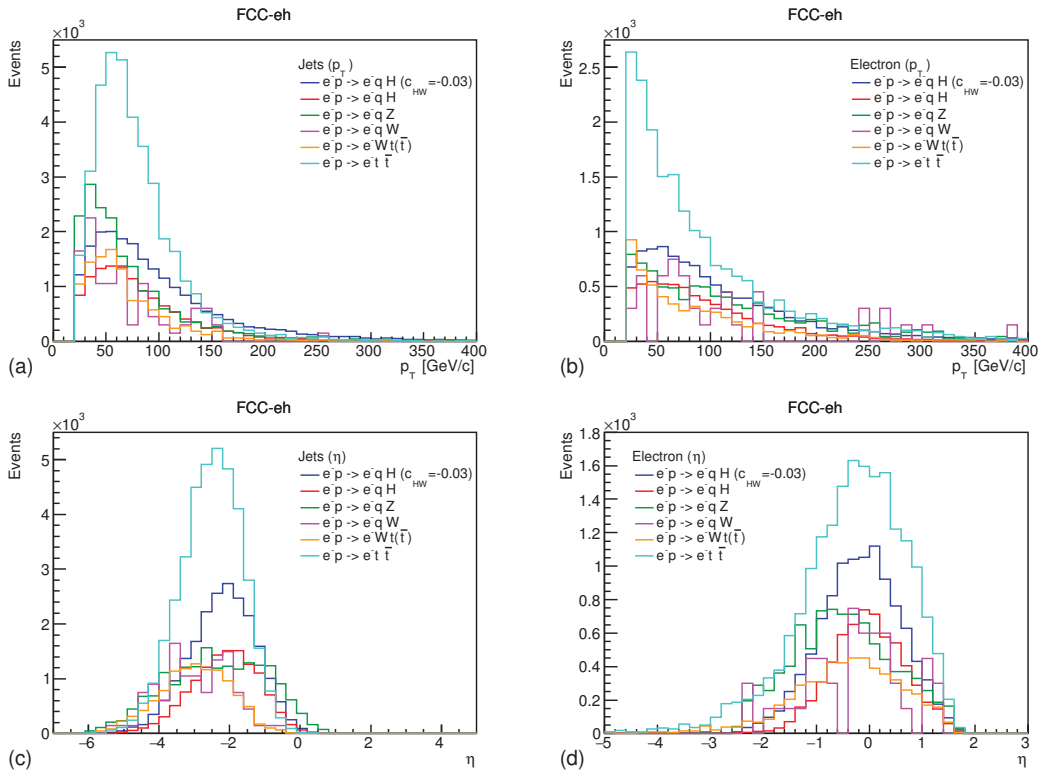 FCC-eh
×10³
Events
Jets (p_T)
e⁻p -> e⁻q H (c_HW=-0.03)
e⁻p -> e⁻q H
e⁻p -> e⁻q Z
e⁻p -> e⁻q W
e⁻p -> e⁻Wt(t̄)
e⁻p -> e⁻t t̄
5
4
3
2
1
0
0 50 100 150 200 250 300 350 400
p_T [GeV/c]
(a)
FCC-eh
×10³
Events
Electron (p_T)
e⁻p -> e⁻q H (c_HW=-0.03)
e⁻p -> e⁻q H
e⁻p -> e⁻q Z
e⁻p -> e⁻q W
e⁻p -> e⁻Wt(t̄)
e⁻p -> e⁻t t̄
2.5
2
1.5
1
0.5
0
0 50 100 150 200 250 300 350 400
p_T [GeV/c]
(b)
FCC-eh
×10³
Events
Jets (η)
e⁻p -> e⁻q H (c_HW=-0.03)
e⁻p -> e⁻q H
e⁻p -> e⁻q Z
e⁻p -> e⁻q W
e⁻p -> e⁻Wt(t̄)
e⁻p -> e⁻t t̄
5
4
3
2
1
0
-6 -4 -2 0 2 4
η
(c)
FCC-eh
×10³
Events
Electron (η)
e⁻p -> e⁻q H (c_HW=-0.03)
e⁻p -> e⁻q H
e⁻p -> e⁻q Z
e⁻p -> e⁻q W
e⁻p -> e⁻Wt(t̄)
e⁻p -> e⁻t t̄
1.8
1.6
1.4
1.2
1
0.8
0.6
0.4
0.2
0
-5 -4 -3 -2 -1 0 1 2 3
η
(d)